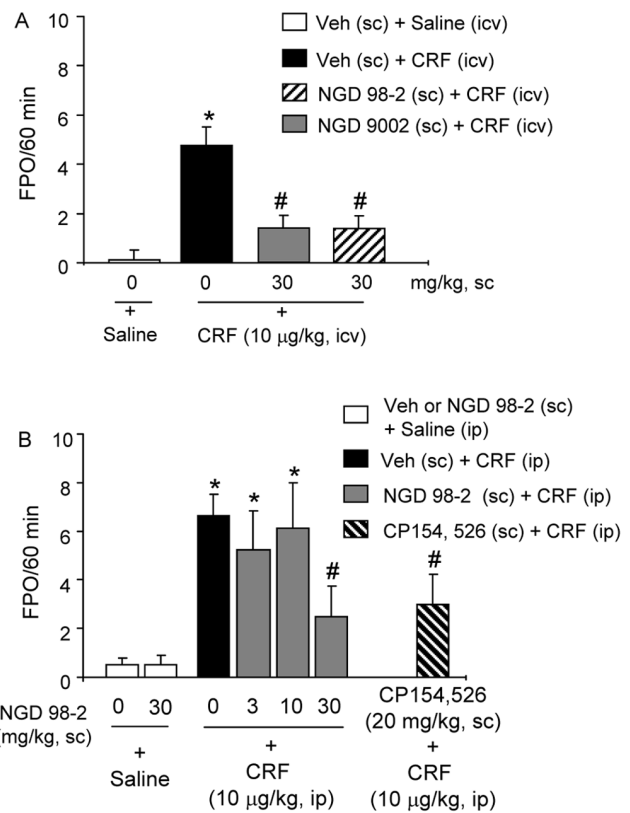 A
10
8
6
4
2
0
FPO/60 min
Veh (sc) + Saline (icv)
Veh (sc) + CRF (icv)
NGD 98-2 (sc) + CRF (icv)
NGD 9002 (sc) + CRF (icv)
*
# #
0 0 30 30 mg/kg, sc
+ +
Saline CRF (10 µg/kg, icv)
B
10
8
6
4
2
0
FPO/60 min
Veh or NGD 98-2 (sc)
+ Saline (ip)
Veh (sc) + CRF (ip)
NGD 98-2 (sc) + CRF (ip)
CP154, 526 (sc) + CRF (ip)
* * * # #
NGD 98-2
(mg/kg, sc)
0 30 0 3 10 30
+
Saline
+
CRF
(10 µg/kg, ip)
CP154,526
(20 mg/kg, sc)
+
CRF
(10 µg/kg, ip)